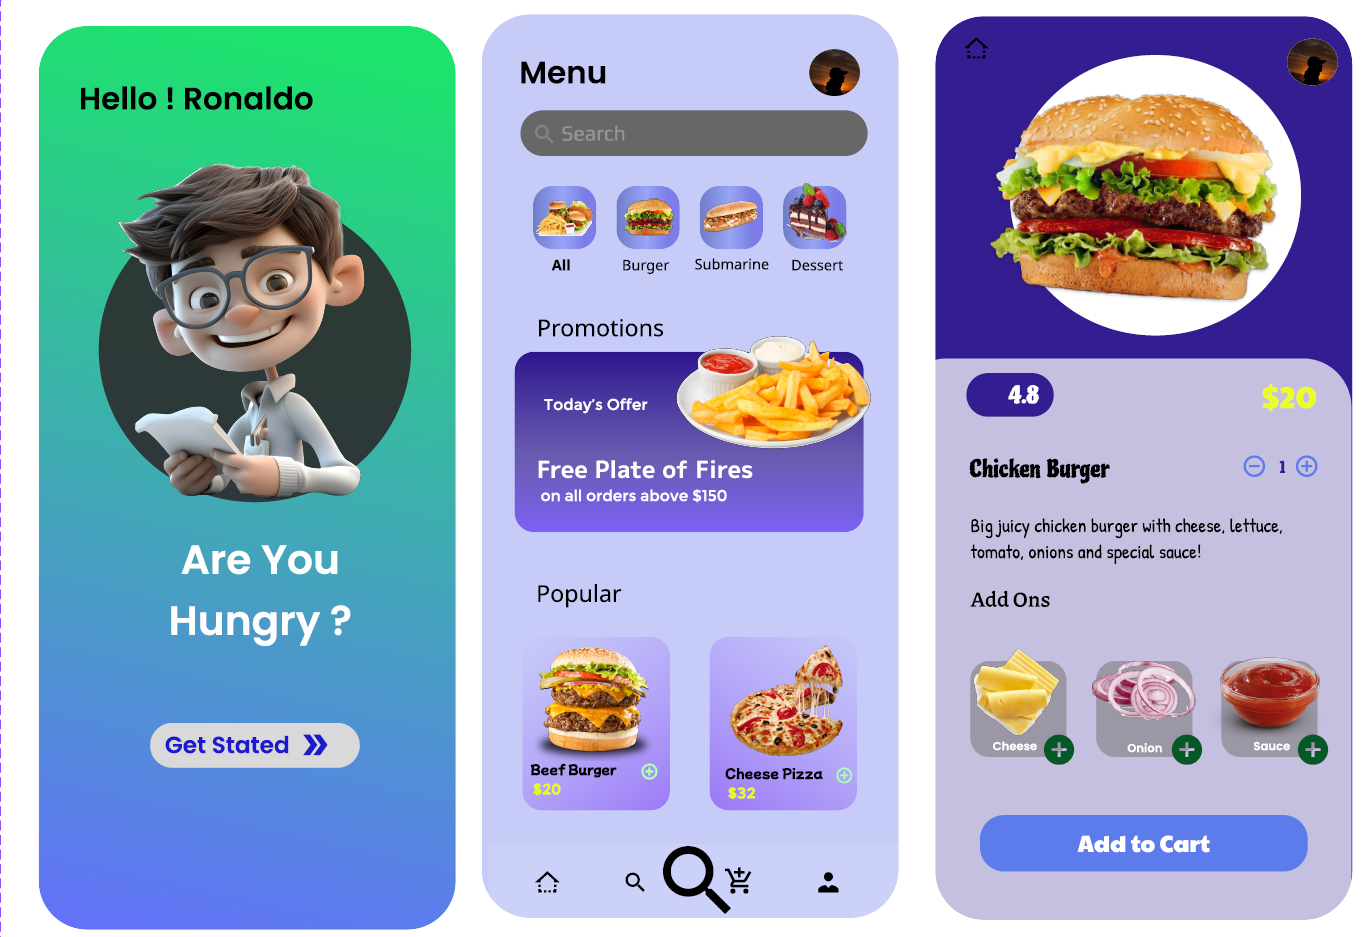 Hello ! Ronaldo
Are You
Hungry ?
Get Stated
Menu
Search
All
Burger
Submarine
Dessert
Promotions
Today's Offer
Free Plate of Fires
on all orders above $150
Popular
Beef Burger
$20
Cheese Pizza
$32
4.8
$20
Chicken Burger
1
Big juicy chicken burger with cheese, lettuce,
tomato, onions and special sauce!
Add Ons
Cheese
Onion
Sauce
Add to Cart